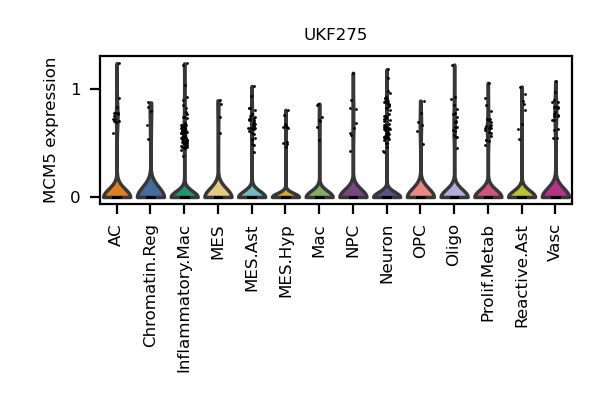 UKF275
MCM5 expression
1
0
AC
Chromatin.Reg
Inflammatory.Mac
MES
MES.Ast
MES.Hyp
Mac
NPC
Neuron
OPC
Oligo
Prolif.Metab
Reactive.Ast
Vasc